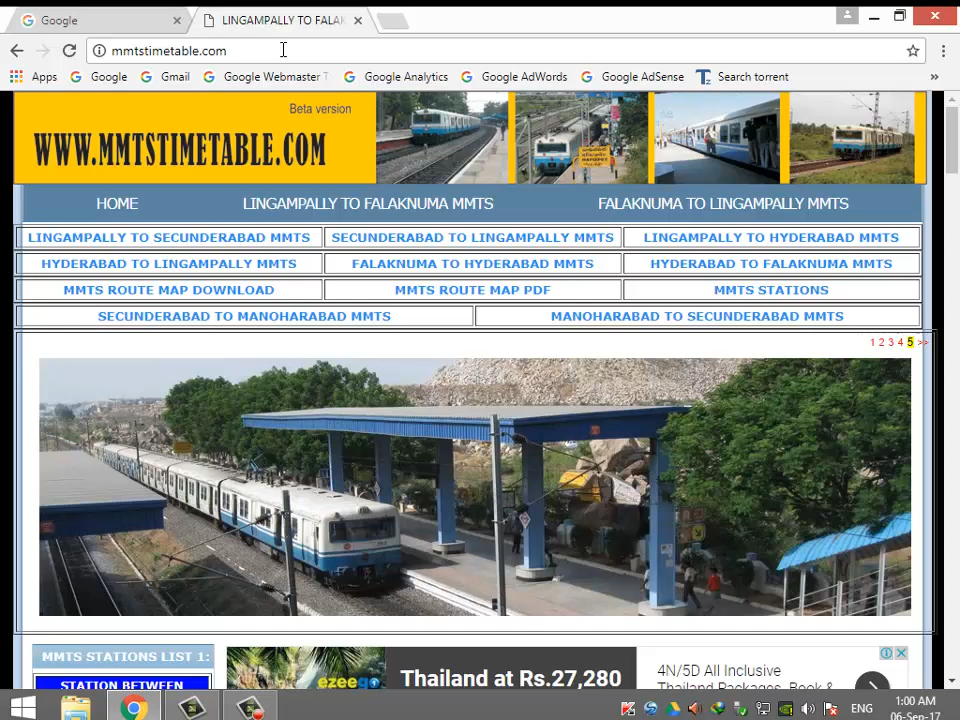 Google
LINGAMPALLY TO FALAK
mmtstimetable.com
Apps Google Gmail Google Webmaster T Google Analytics Google AdWords Google AdSense Search torrent »
Beta version
WWW.MMTSTIMETABLE.COM
HOME LINGAMPALLY TO FALAKNUMA MMTS FALAKNUMA TO LINGAMPALLY MMTS
LINGAMPALLY TO SECUNDERABAD MMTS SECUNDERABAD TO LINGAMPALLY MMTS LINGAMPALLY TO HYDERABAD MMTS
HYDERABAD TO LINGAMPALLY MMTS FALAKNUMA TO HYDERABAD MMTS HYDERABAD TO FALAKNUMA MMTS
MMTS ROUTE MAP DOWNLOAD MMTS ROUTE MAP PDF MMTS STATIONS
SECUNDERABAD TO MANOHARABAD MMTS MANOHARABAD TO SECUNDERABAD MMTS
1 2 3 4 5 >>
MMTS STATIONS LIST 1:
STATION BETWEEN
ezeego
Thailand at Rs.27,280
4N/5D All Inclusive
Thailand Packages. Book &
ENG
1:00 AM
06-Sep-17